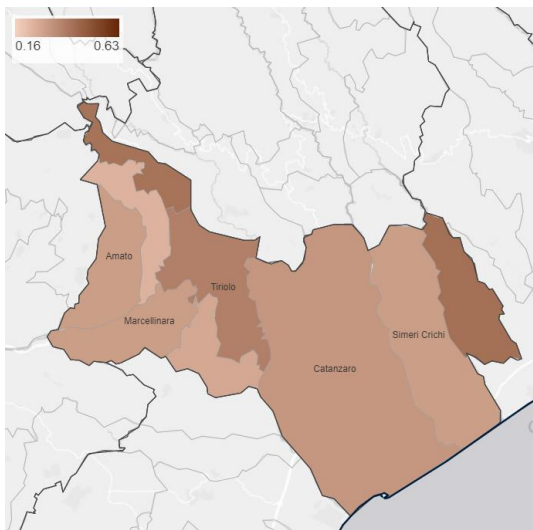 0.16 0.63
Amato
Tiriolo
Marcellinara
Simeri Crichi
Catanzaro